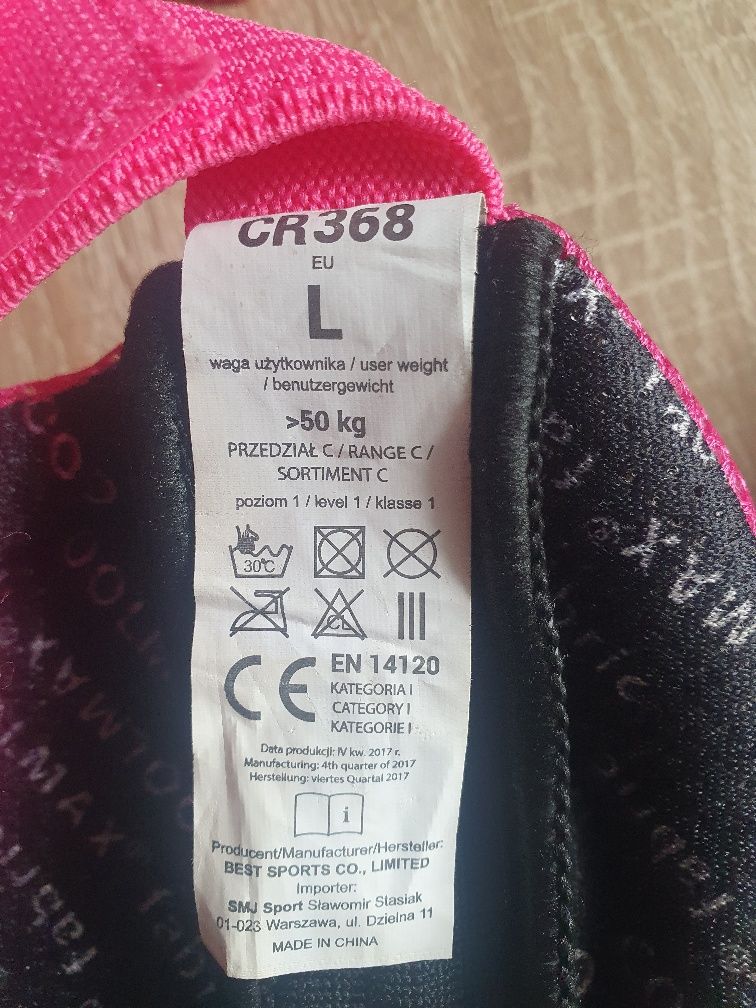 CR368
EU
L
waga użytkownika / user weight
/ benutzergewicht
>50 kg
PRZEDZIAŁ C / RANGE C /
SORTIMENT C
poziom 1 / level 1 / klasse 1
30°C
CL
CE EN 14120
KATEGORIA I
CATEGORY I
KATEGORIE I
Data produkcji: IV kw. 2017 r.
Manufacturing: 4th quarter of 2017
Herstellung: viertes Quartal 2017
i
Producent/Manufacturer/Hersteller:
BEST SPORTS CO., LIMITED
Importer:
SMJ Sport Sławomir Stasiak
01-023 Warszawa, ul. Dzielna 11
MADE IN CHINA